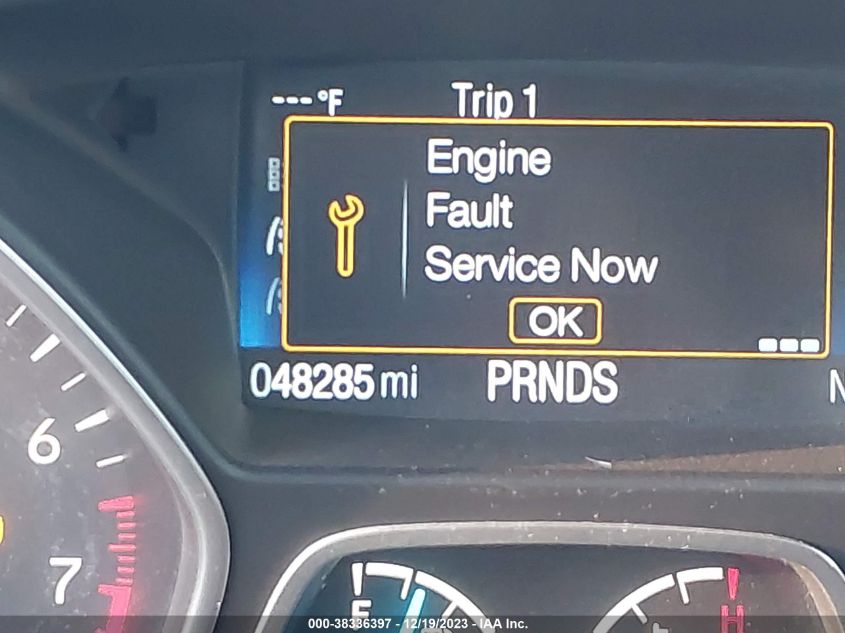 ---°F Trip 1
Engine
Fault
Service Now
OK
048285 mi PRNDS N
6
7
F H
000-38336397 - 12/19/2023 - IAA Inc.